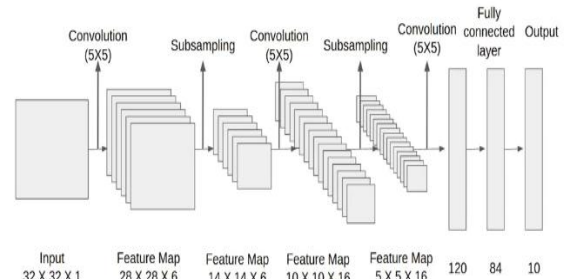 Convolution
(5X5)
Subsampling
Convolution
(5X5)
Subsampling
Convolution
(5X5)
Fully
connected
layer
Output
Input
32 X 32 X 1
Feature Map
28 X 28 X 6
Feature Map
14 X 14 X 6
Feature Map
10 X 10 X 16
Feature Map
5 X 5 X 16
120
84
10